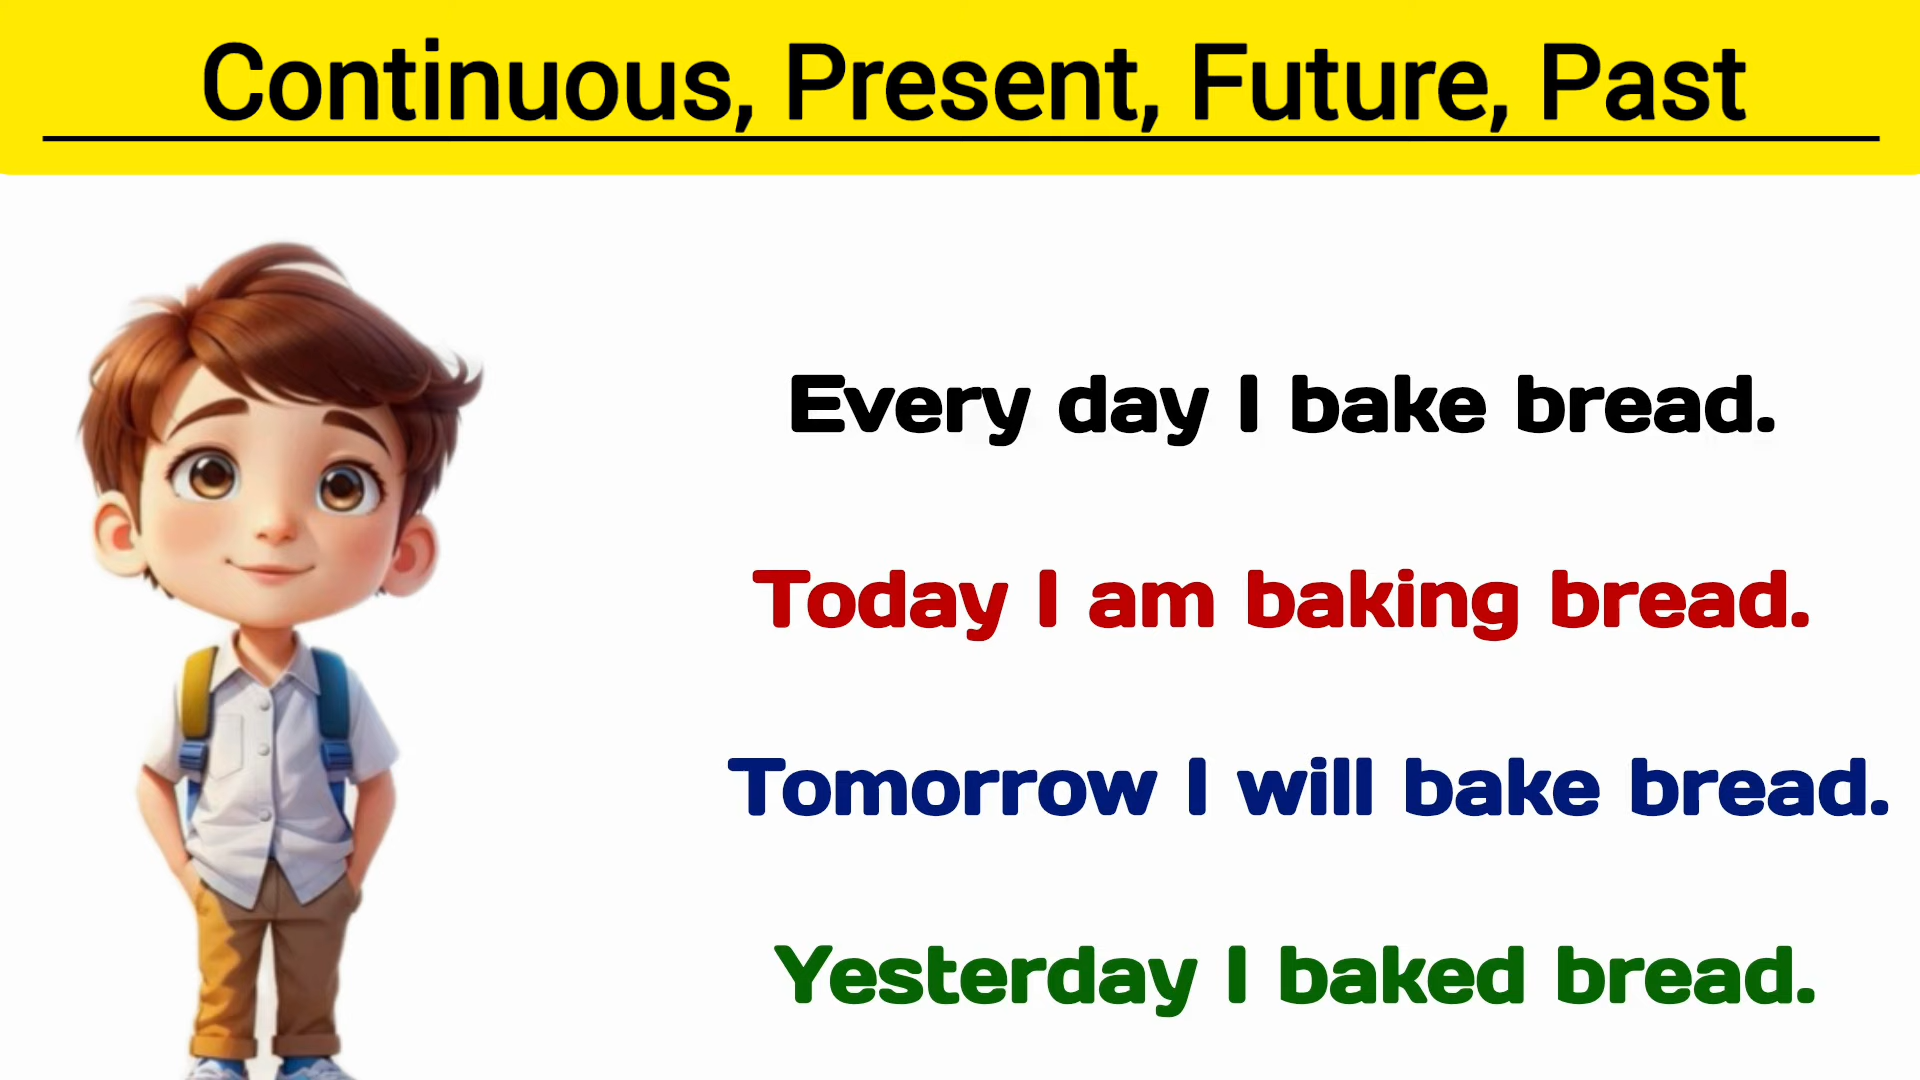 Continuous, Present, Future, Past
Every day I bake bread.
Today I am baking bread.
Tomorrow I will bake bread.
Yesterday I baked bread.